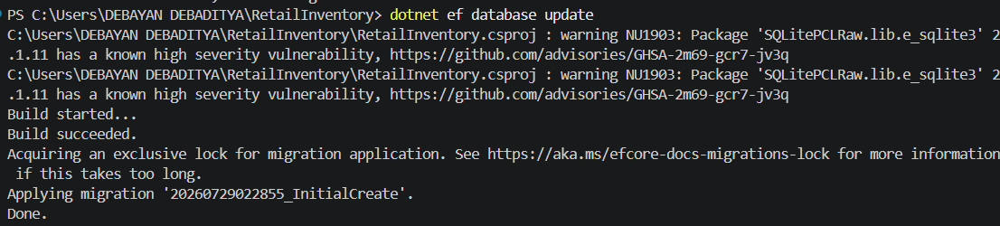 PS C:\Users\DEBAYAN DEBADITYA\RetailInventory> dotnet ef database update
C:\Users\DEBAYAN DEBADITYA\RetailInventory\RetailInventory.csproj : warning NU1903: Package 'SQLitePCLRaw.lib.e_sqlite3' 2
.1.11 has a known high severity vulnerability, https://github.com/advisories/GHSA-2m69-gcr7-jv3q
C:\Users\DEBAYAN DEBADITYA\RetailInventory\RetailInventory.csproj : warning NU1903: Package 'SQLitePCLRaw.lib.e_sqlite3' 2
.1.11 has a known high severity vulnerability, https://github.com/advisories/GHSA-2m69-gcr7-jv3q
Build started...
Build succeeded.
Acquiring an exclusive lock for migration application. See https://aka.ms/efcore-docs-migrations-lock for more information
 if this takes too long.
Applying migration '20260729022855_InitialCreate'.
Done.